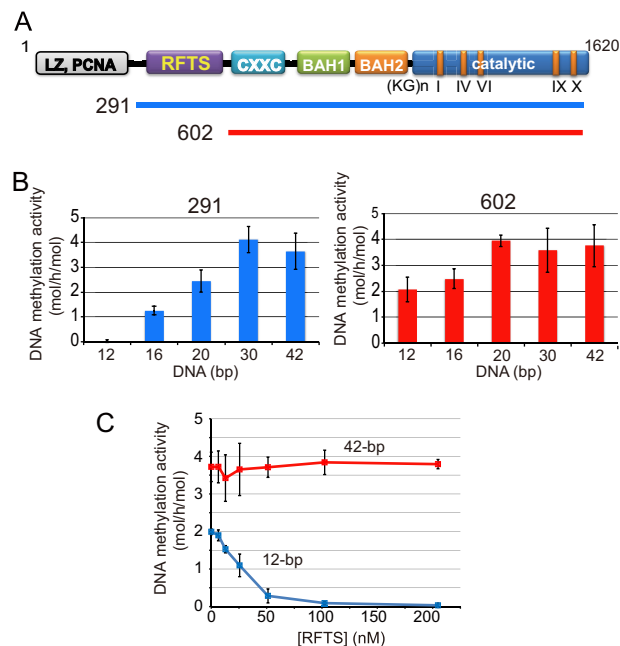 A
1
1620
LZ, PCNA
RFTS
CXXC
BAH1
BAH2
catalytic
(KG)n I IV VI IX X
291
602
B
291
DNA methylation activity
(mol/h/mol)
5
4
3
2
1
0
12 16 20 30 42
DNA (bp)
602
DNA methylation activity
(mol/h/mol)
5
4
3
2
1
0
12 16 20 30 42
DNA (bp)
C
DNA methylation activity
(mol/h/mol)
5
4
3
2
1
0
42-bp
12-bp
0 50 100 150 200
[RFTS] (nM)